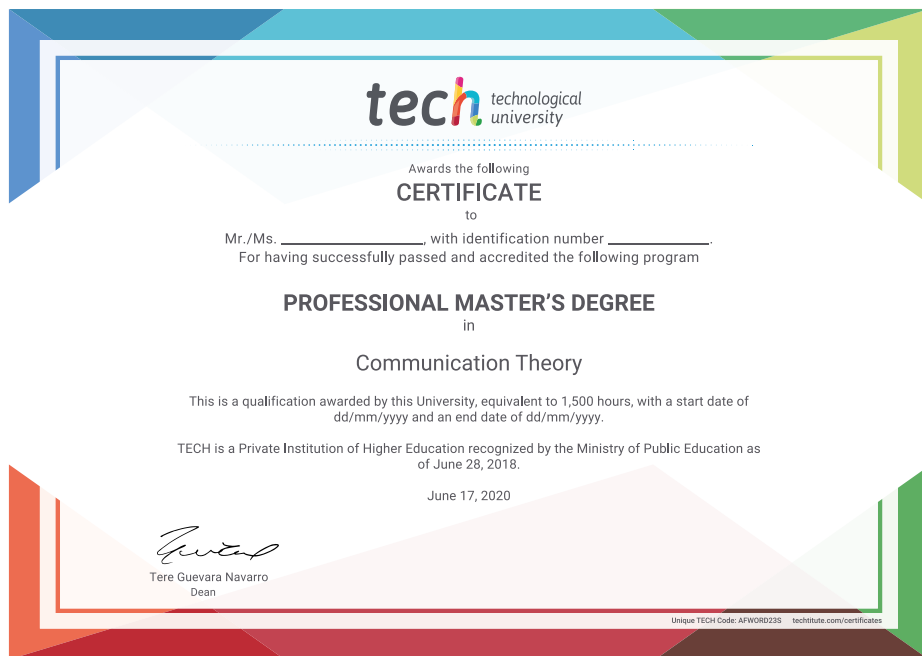 tech technological
university
Awards the following
CERTIFICATE
to
Mr./Ms. ____________________, with identification number ______________.
For having successfully passed and accredited the following program
PROFESSIONAL MASTER'S DEGREE
in
Communication Theory
This is a qualification awarded by this University, equivalent to 1,500 hours, with a start date of
dd/mm/yyyy and an end date of dd/mm/yyyy.
TECH is a Private Institution of Higher Education recognized by the Ministry of Public Education as
of June 28, 2018.
June 17, 2020
Tere Guevara Navarro
Dean
Unique TECH Code: AFWORD23S techtitute.com/certificates